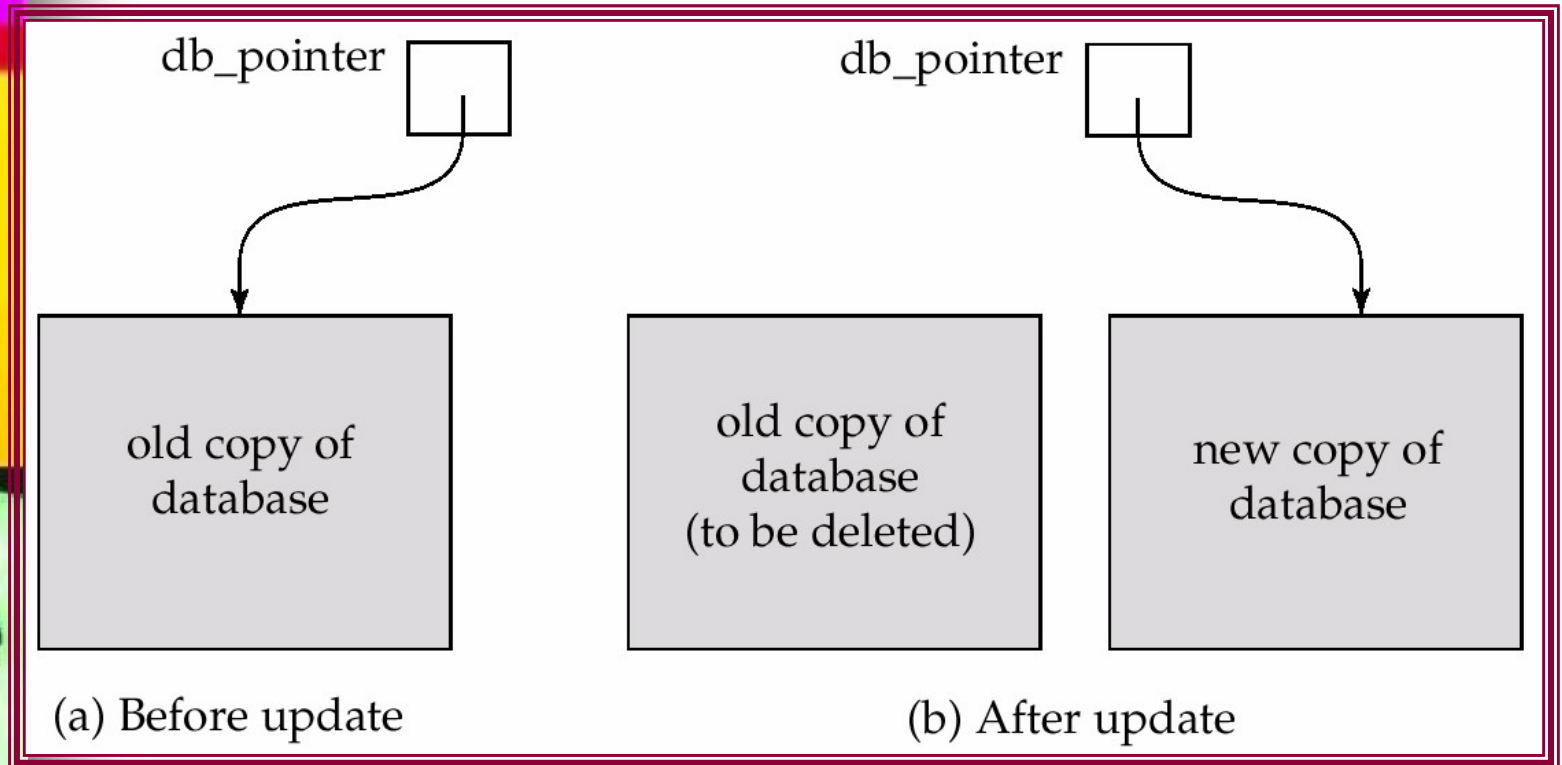 db_pointer
old copy of
database
(a) Before update
db_pointer
old copy of
database
(to be deleted)
new copy of
database
(b) After update